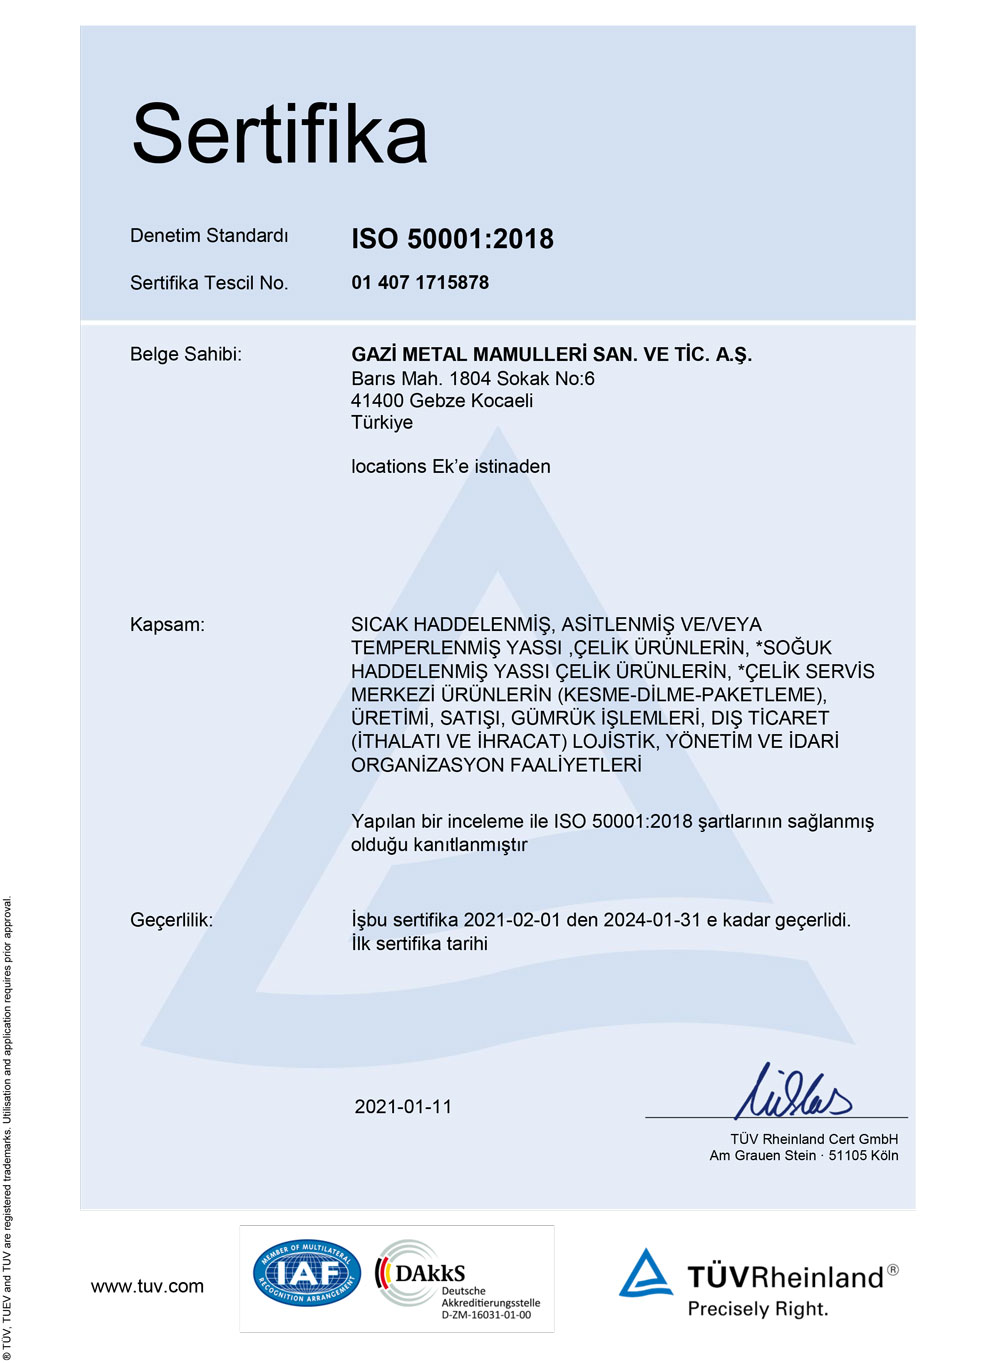 Sertifika
Denetim Standardı ISO 50001:2018
Sertifika Tescil No. 01 407 1715878
Belge Sahibi: GAZİ METAL MAMULLERİ SAN. VE TİC. A.Ş.
Barıs Mah. 1804 Sokak No:6
41400 Gebze Kocaeli
Türkiye
locations Ek’e istinaden
Kapsam: SICAK HADDELENMİŞ, ASİTLENMİŞ VE/VEYA
TEMPERLENMİŞ YASSI ,ÇELİK ÜRÜNLERİN, *SOĞUK
HADDELENMİŞ YASSI ÇELİK ÜRÜNLERİN, *ÇELİK SERVİS
MERKEZİ ÜRÜNLERİN (KESME-DİLME-PAKETLEME),
ÜRETİMİ, SATIŞI, GÜMRÜK İŞLEMLERİ, DIŞ TİCARET
(İTHALATI VE İHRACAT) LOJİSTİK, YÖNETİM VE İDARİ
ORGANİZASYON FAALİYETLERİ
Yapılan bir inceleme ile ISO 50001:2018 şartlarının sağlanmış
olduğu kanıtlanmıştır
Geçerlilik: İşbu sertifika 2021-02-01 den 2024-01-31 e kadar geçerlidi.
İlk sertifika tarihi
2021-01-11
TÜV Rheinland Cert GmbH
Am Grauen Stein · 51105 Köln
www.tuv.com
MEMBER OF MULTILATERAL
IAF
RECOGNITION ARRANGEMENT
DAkkS
Deutsche
Akkreditierungsstelle
D-ZM-16031-01-00
TÜVRheinland®
Precisely Right.
® TÜV, TUEV and TUV are registered trademarks. Utilisation and application requires prior approval.